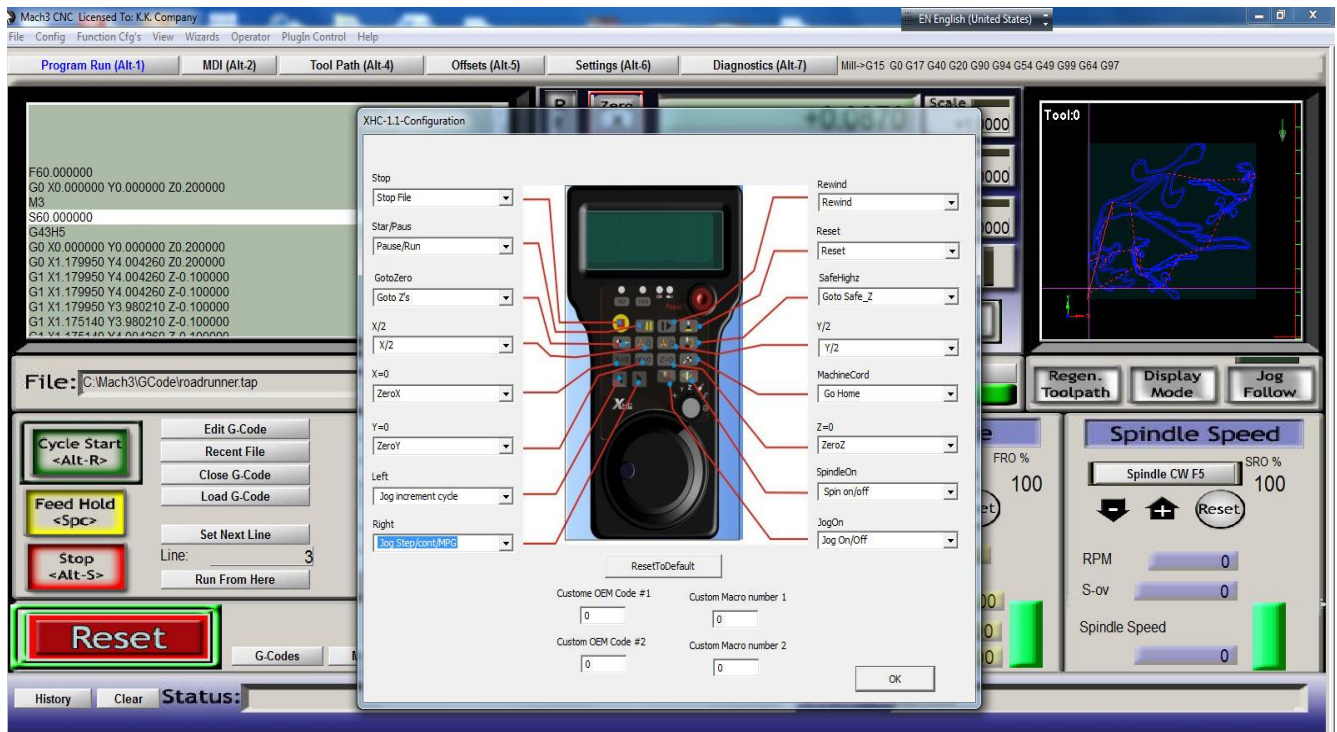 Mach3 CNC Licensed To: K.K. Company
EN English (United States)
File Config Function Cfg's View Wizards Operator PlugIn Control Help
Program Run (Alt-1) MDI (Alt-2) Tool Path (Alt-4) Offsets (Alt-5) Settings (Alt-6) Diagnostics (Alt-7) Mill->G15 G0 G17 G40 G20 G90 G94 G54 G49 G99 G64 G97
Zero
+0.0870
Scale
Tool:0
F60.000000
G0 X0.000000 Y0.000000 Z0.200000
M3
S60.000000
G43H5
G0 X0.000000 Y0.000000 Z0.200000
G0 X1.179950 Y4.004260 Z0.200000
G1 X1.179950 Y4.004260 Z-0.100000
G1 X1.179950 Y4.004260 Z-0.100000
G1 X1.179950 Y3.980210 Z-0.100000
G1 X1.175140 Y3.980210 Z-0.100000
File: C:\Mach3\GCode\roadrunner.tap
Cycle Start
<Alt-R>
Feed Hold
<Spc>
Stop
<Alt-S>
Reset
Edit G-Code
Recent File
Close G-Code
Load G-Code
Set Next Line
Line: 3
Run From Here
G-Codes
History Clear Status:
XHC-1.1-Configuration
Stop
Stop File
Star/Paus
Pause/Run
GotoZero
Goto Z's
X/2
X/2
X=0
ZeroX
Y=0
ZeroY
Left
Jog increment cycle
Right
Jog Step/cont/MPG
Rewind
Rewind
Reset
Reset
SafeHighz
Goto Safe_Z
Y/2
Y/2
MachineCord
Go Home
Z=0
ZeroZ
SpindleOn
Spin on/off
JogOn
Jog On/Off
ResetToDefault
Custome OEM Code #1
0
Custom Macro number 1
0
Custom OEM Code #2
0
Custom Macro number 2
0
OK
Regen.
Toolpath
Display
Mode
Jog
Follow
FRO %
100
Spindle Speed
Spindle CW F5
SRO %
100
Reset
RPM 0
S-ov 0
Spindle Speed
0